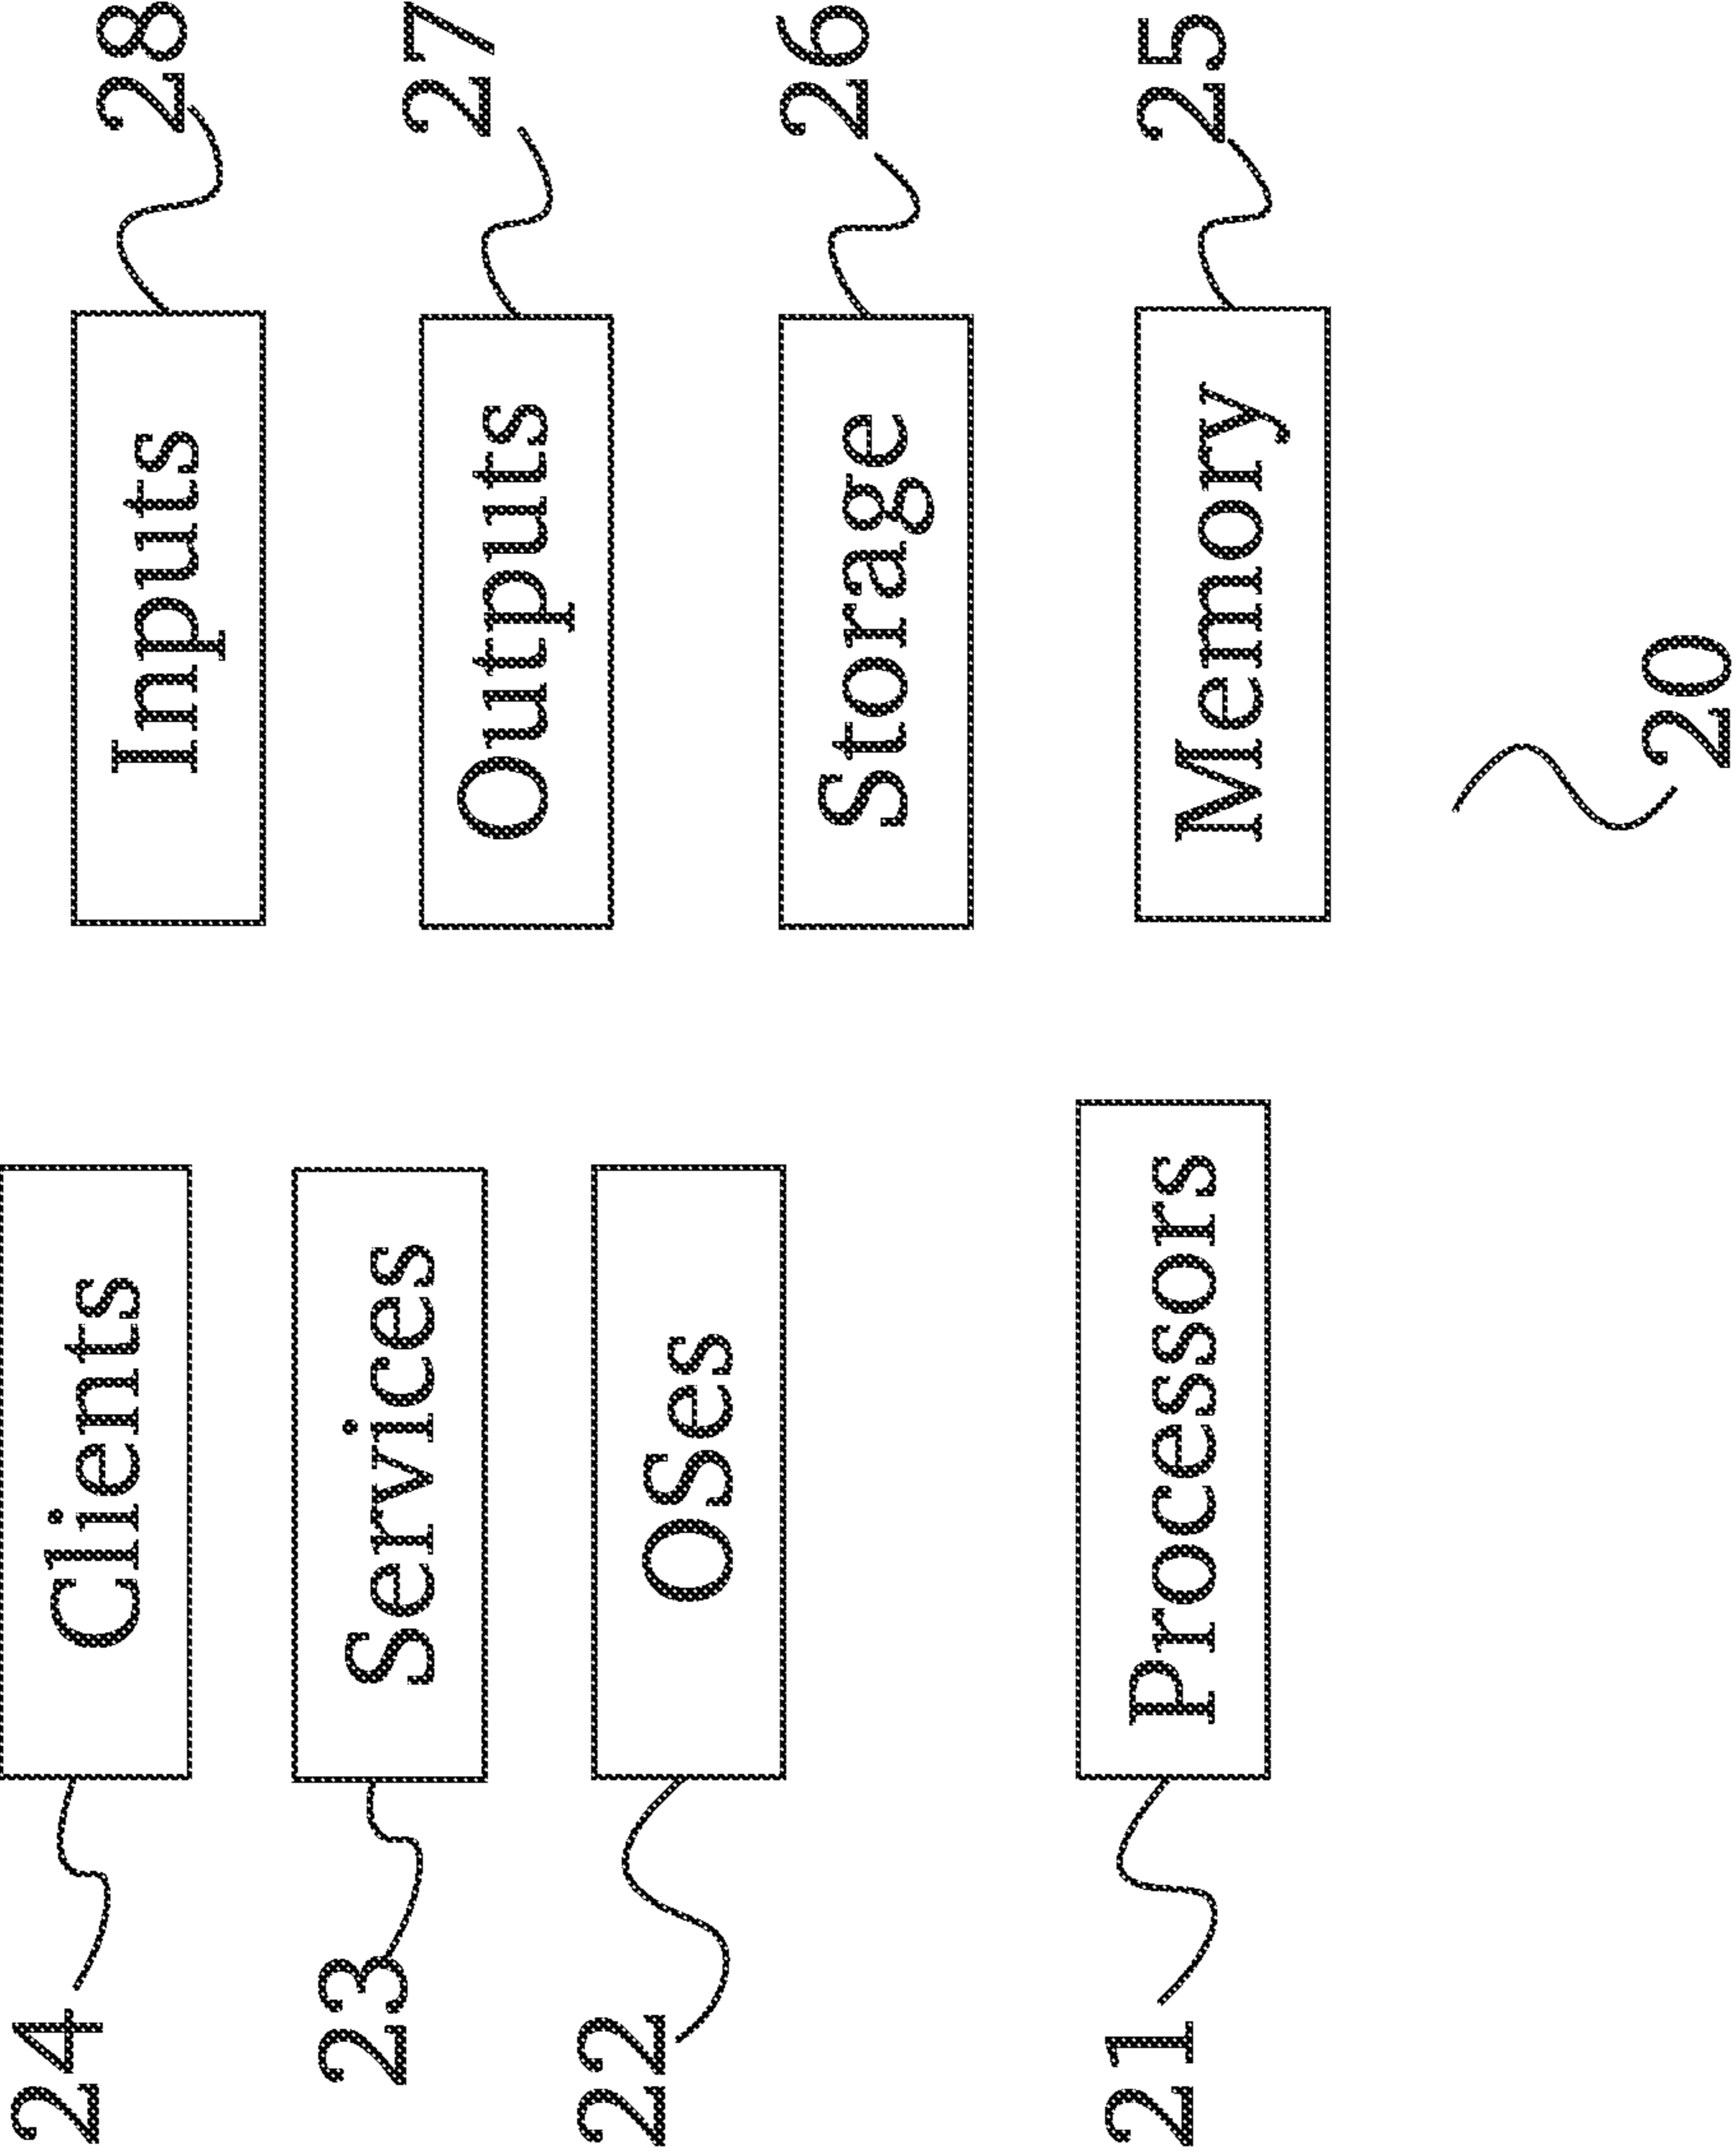 24
Clients
Inputs
28
23
Services
Outputs
27
22
OSes
Storage
26
21
Processors
Memory
25
20